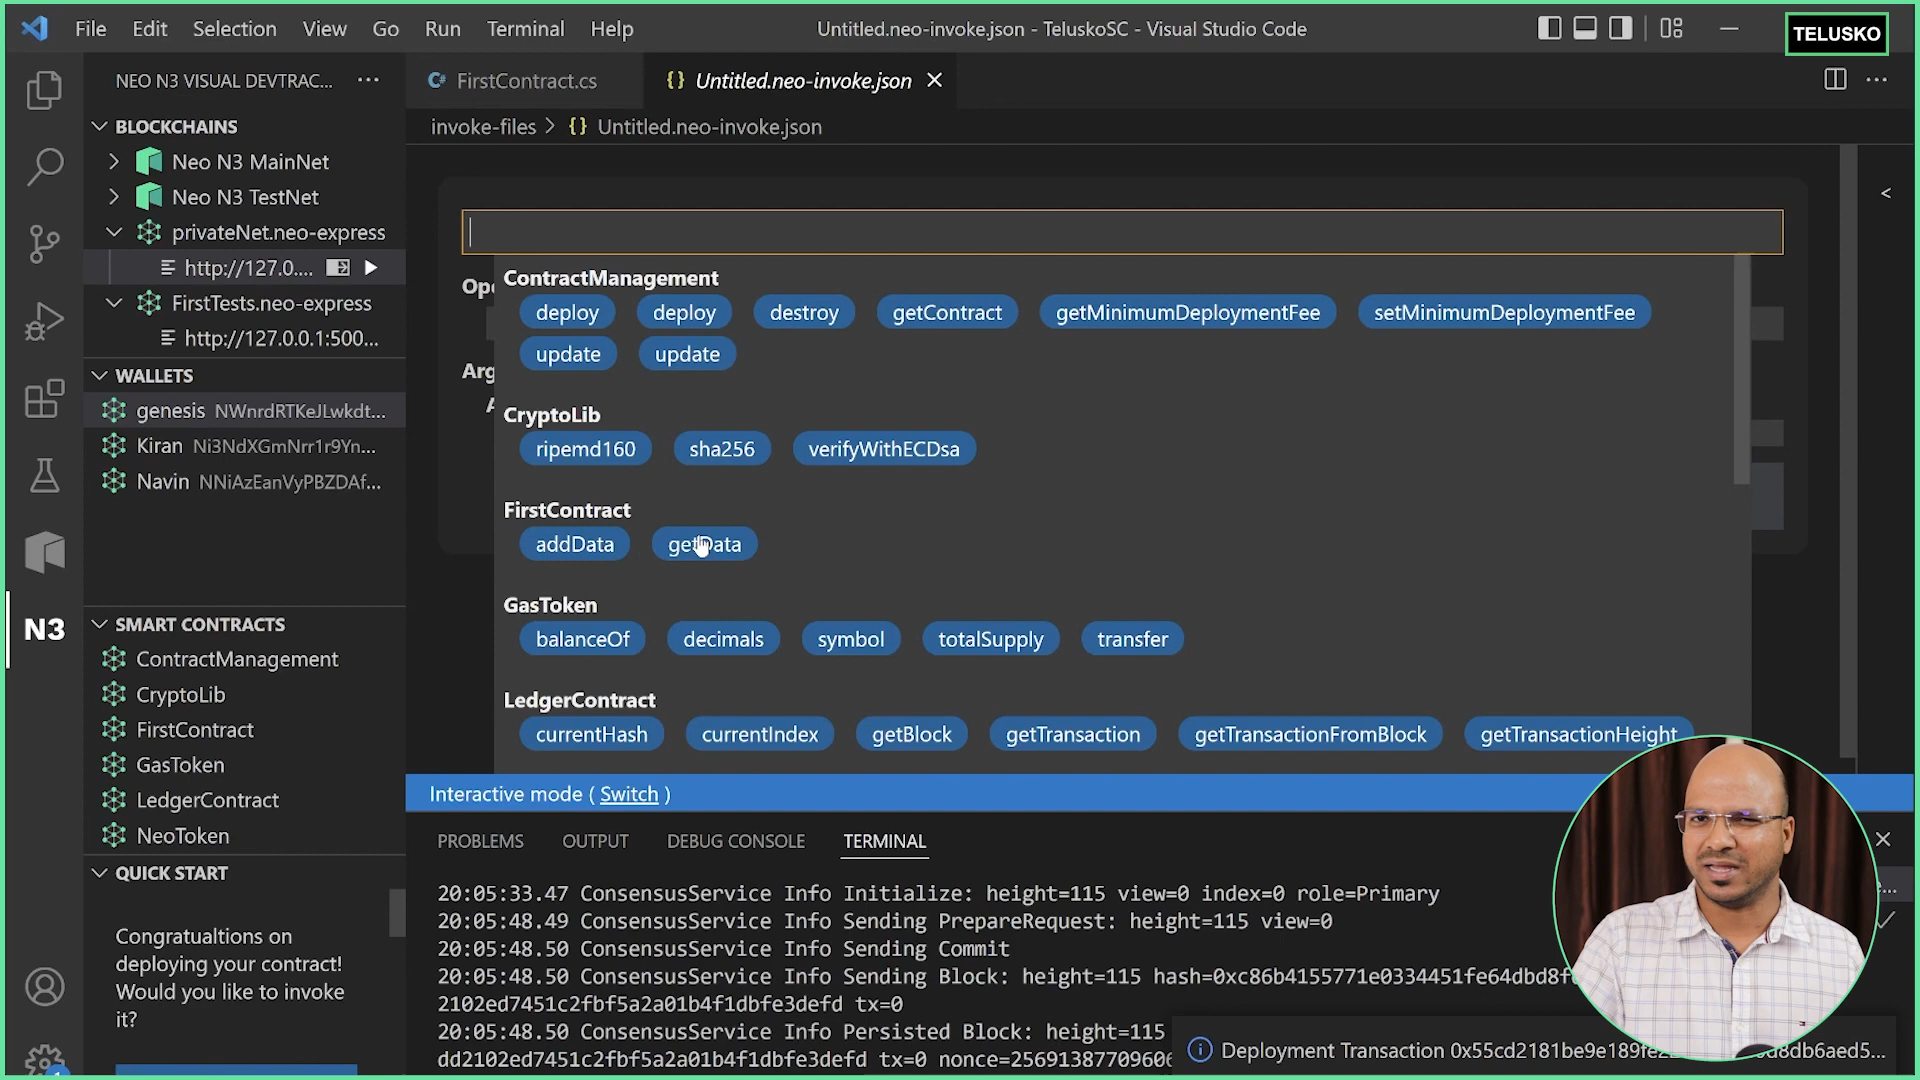 File Edit Selection View Go Run Terminal Help
Untitled.neo-invoke.json - TeluskoSC - Visual Studio Code
TELUSKO
NEO N3 VISUAL DEVTRAC...
FirstContract.cs
Untitled.neo-invoke.json
invoke-files > {} Untitled.neo-invoke.json
BLOCKCHAINS
Neo N3 MainNet
Neo N3 TestNet
privateNet.neo-express
http://127.0....
FirstTests.neo-express
http://127.0.0.1:500...
WALLETS
genesis NWnrdRTKeJLwkdt...
Kiran Ni3NdXGmNrr1r9Yn...
Navin NNiAzEanVyPBZDAf...
N3
SMART CONTRACTS
ContractManagement
CryptoLib
FirstContract
GasToken
LedgerContract
NeoToken
QUICK START
Congratualtions on
deploying your contract!
Would you like to invoke
it?
ContractManagement
deploy deploy destroy getContract getMinimumDeploymentFee setMinimumDeploymentFee
update update
CryptoLib
ripemd160 sha256 verifyWithECDsa
FirstContract
addData getData
GasToken
balanceOf decimals symbol totalSupply transfer
LedgerContract
currentHash currentIndex getBlock getTransaction getTransactionFromBlock getTransactionHeight
Interactive mode ( Switch )
PROBLEMS OUTPUT DEBUG CONSOLE TERMINAL
20:05:33.47 ConsensusService Info Initialize: height=115 view=0 index=0 role=Primary
20:05:48.49 ConsensusService Info Sending PrepareRequest: height=115 view=0
20:05:48.50 ConsensusService Info Sending Commit
20:05:48.50 ConsensusService Info Sending Block: height=115 hash=0xc86b4155771e0334451fe64dbd8f
2102ed7451c2fbf5a2a01b4f1dbfe3defd tx=0
20:05:48.50 ConsensusService Info Persisted Block: height=115
dd2102ed7451c2fbf5a2a01b4f1dbfe3defd tx=0 nonce=2569138770960
Deployment Transaction 0x55cd2181be9e189fe